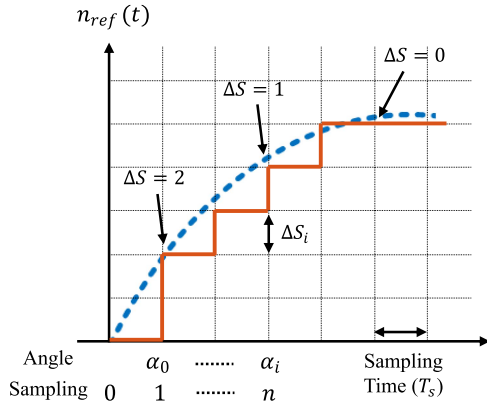 n_ref(t)
ΔS = 0
ΔS = 1
ΔS = 2
ΔS_i
Angle α_0 ........ α_i Sampling
Sampling 0 1 ........ n Time (T_s)